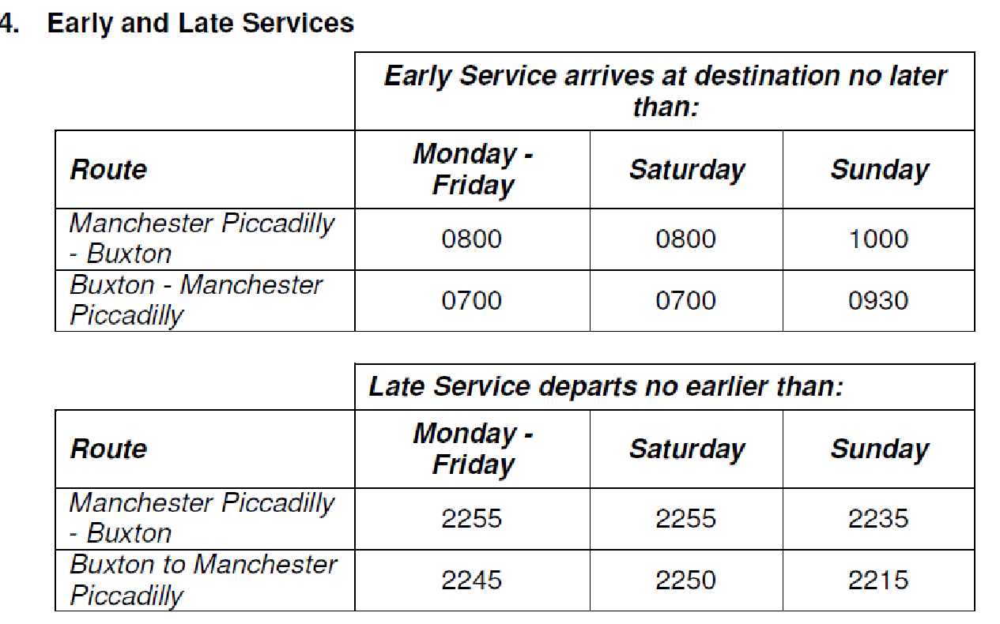 4. Early and Late Services
Early Service arrives at destination no later
than:
Route
Monday -
Friday
Saturday
Sunday
Manchester Piccadilly
- Buxton
0800
0800
1000
Buxton - Manchester
Piccadilly
0700
0700
0930
Late Service departs no earlier than:
Route
Monday -
Friday
Saturday
Sunday
Manchester Piccadilly
- Buxton
2255
2255
2235
Buxton to Manchester
Piccadilly
2245
2250
2215